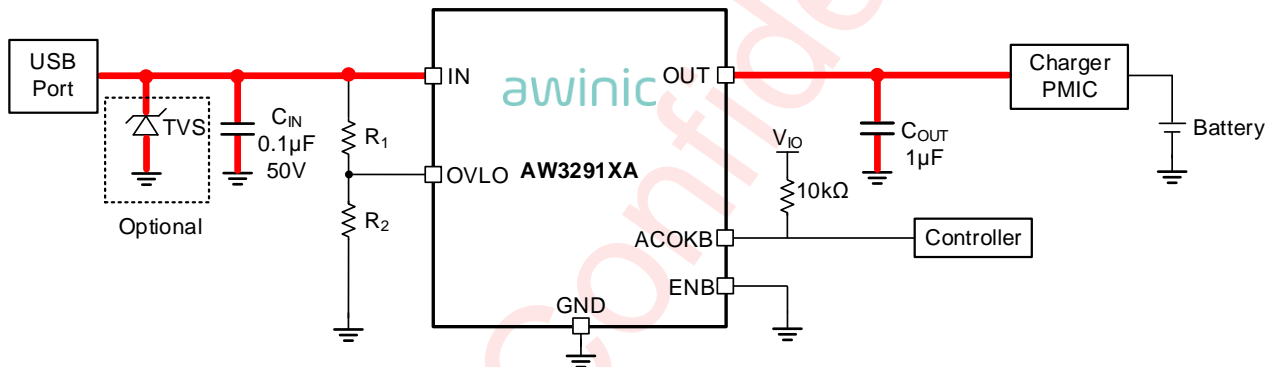 USB
Port
TVS
Optional
CIN
0.1µF
50V
R1
R2
IN
OVLO
awinic
AW3291XA
GND
OUT
ACOKB
ENB
VIO
10kΩ
COUT
1µF
Charger
PMIC
Battery
Controller